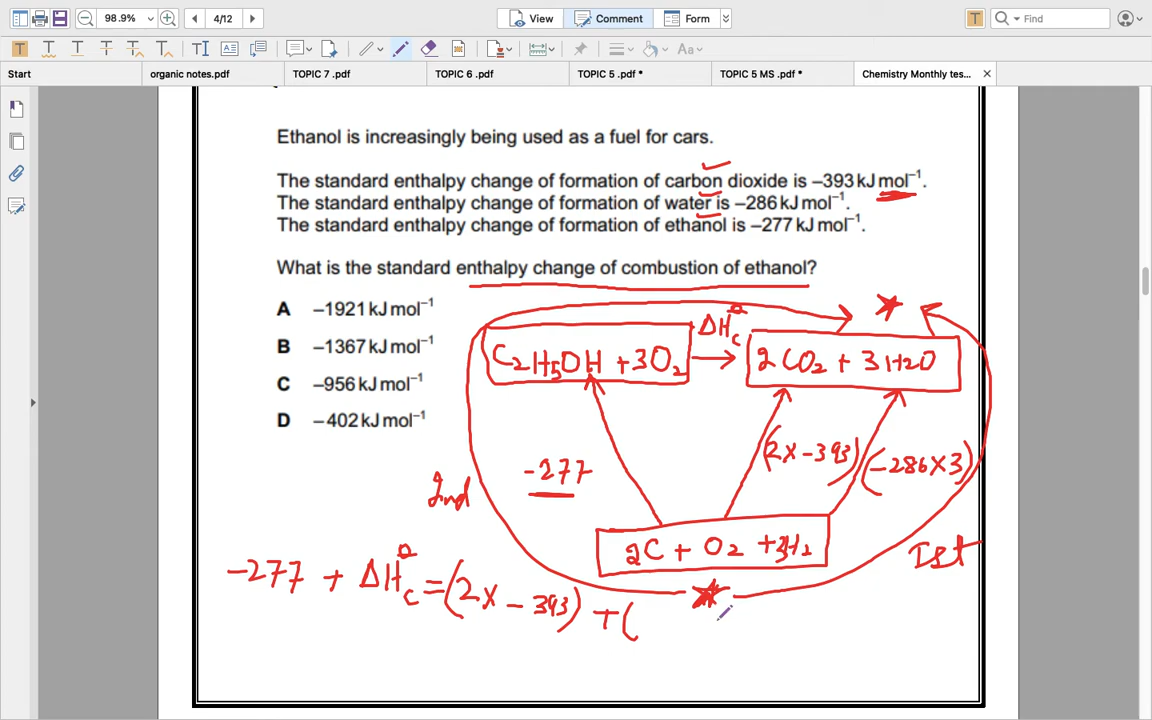 View Comment Form Find
98.9% 4/12
Start organic notes.pdf TOPIC 7 .pdf TOPIC 6 .pdf TOPIC 5 .pdf * TOPIC 5 MS .pdf * Chemistry Monthly tes...
Ethanol is increasingly being used as a fuel for cars.
The standard enthalpy change of formation of carbon dioxide is –393 kJ mol⁻¹.
The standard enthalpy change of formation of water is –286 kJ mol⁻¹.
The standard enthalpy change of formation of ethanol is –277 kJ mol⁻¹.
What is the standard enthalpy change of combustion of ethanol?
A –1921 kJ mol⁻¹
B –1367 kJ mol⁻¹
C –956 kJ mol⁻¹
D –402 kJ mol⁻¹
ΔH°c
C₂H₅OH + 3O₂ → 2CO₂ + 3H₂O
(2x – 393) (–286 x 3)
-277
2nd
2C + O₂ + 3H₂
Ist
-277 + ΔH°c = (2x – 393) + (